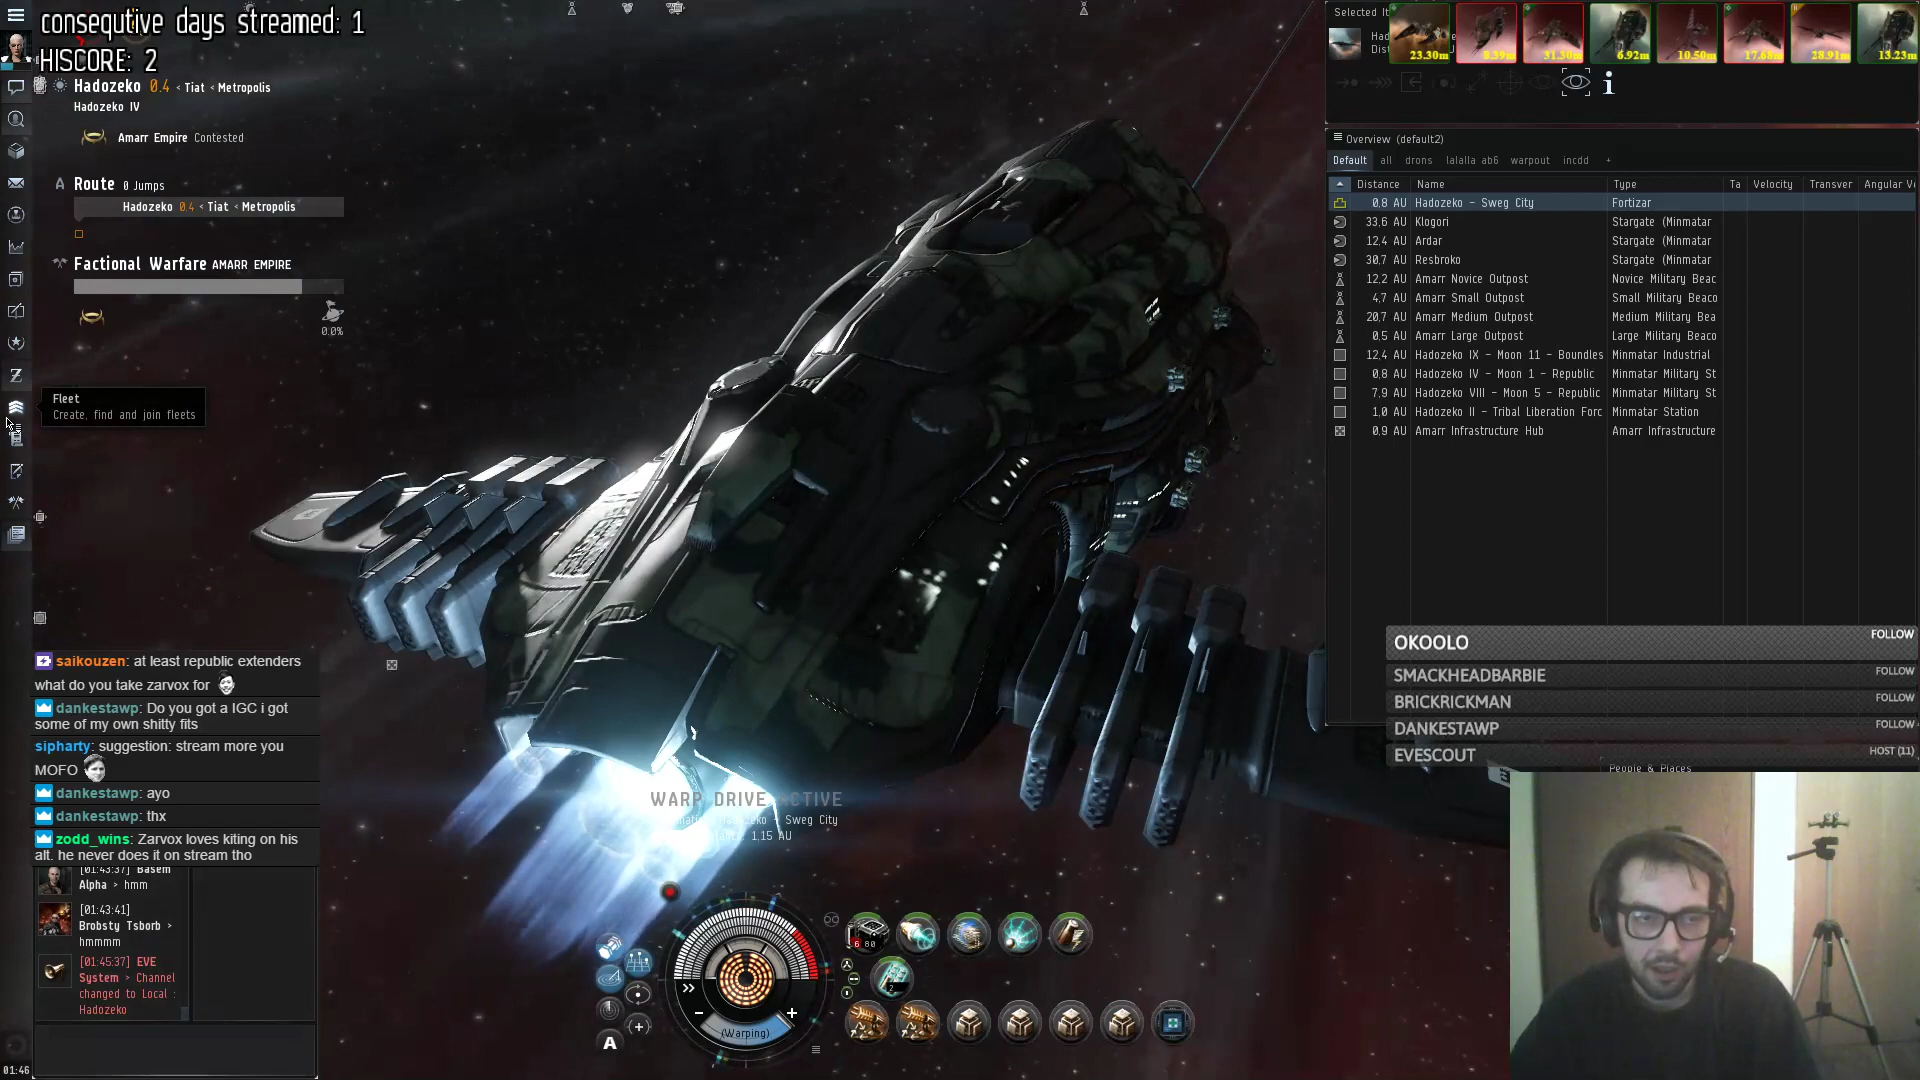 consequtive days streamed: 1
HISCORE: 2
Hadozeko 0.4 < Tiat < Metropolis
Hadozeko IV
Amarr Empire Contested
Route 0 Jumps
Hadozeko 0.4 < Tiat < Metropolis
Factional Warfare AMARR EMPIRE
0.0%
Fleet
Create, find and join fleets
saikouzen: at least republic extenders
what do you take zarvox for
dankestawp: Do you got a IGC i got
some of my own shitty fits
sipharty: suggestion: stream more you
MOFO
dankestawp: ayo
dankestawp: thx
zodd_wins: Zarvox loves kiting on his
alt. he never does it on stream tho
[01:43:37] Basem
Alpha > hmm
[01:43:41]
Brobsty Tsborb >
hmmmm
[01:45:37] EVE
System > Channel
changed to Local :
Hadozeko
01:46
WARP DRIVE ACTIVE
Sweg City
1,15 AU
(Warping)
A
6 80
Selected It
23.30m
8.39m
31.30m
6.92m
10.50m
17.68m
28.91m
13.23m
Overview (default2)
Default all drons lalalla ab6 warpout incdd +
Distance Name Type Ta Velocity Transver Angular Ve
0,8 AU Hadozeko - Sweg City Fortizar
33,6 AU Klogori Stargate (Minmatar
12,4 AU Ardar Stargate (Minmatar
30,7 AU Resbroko Stargate (Minmatar
12,2 AU Amarr Novice Outpost Novice Military Beac
4,7 AU Amarr Small Outpost Small Military Beaco
20,7 AU Amarr Medium Outpost Medium Military Bea
0,5 AU Amarr Large Outpost Large Military Beaco
12,4 AU Hadozeko IX - Moon 11 - Boundles Minmatar Industrial
0,8 AU Hadozeko IV - Moon 1 - Republic Minmatar Military St
7,9 AU Hadozeko VIII - Moon 5 - Republic Minmatar Military St
1,0 AU Hadozeko II - Tribal Liberation Forc Minmatar Station
0,9 AU Amarr Infrastructure Hub Amarr Infrastructure
OKOOLO FOLLOW
SMACKHEADBARBIE FOLLOW
BRICKRICKMAN FOLLOW
DANKESTAWP FOLLOW
EVESCOUT HOST (11)
People & Places